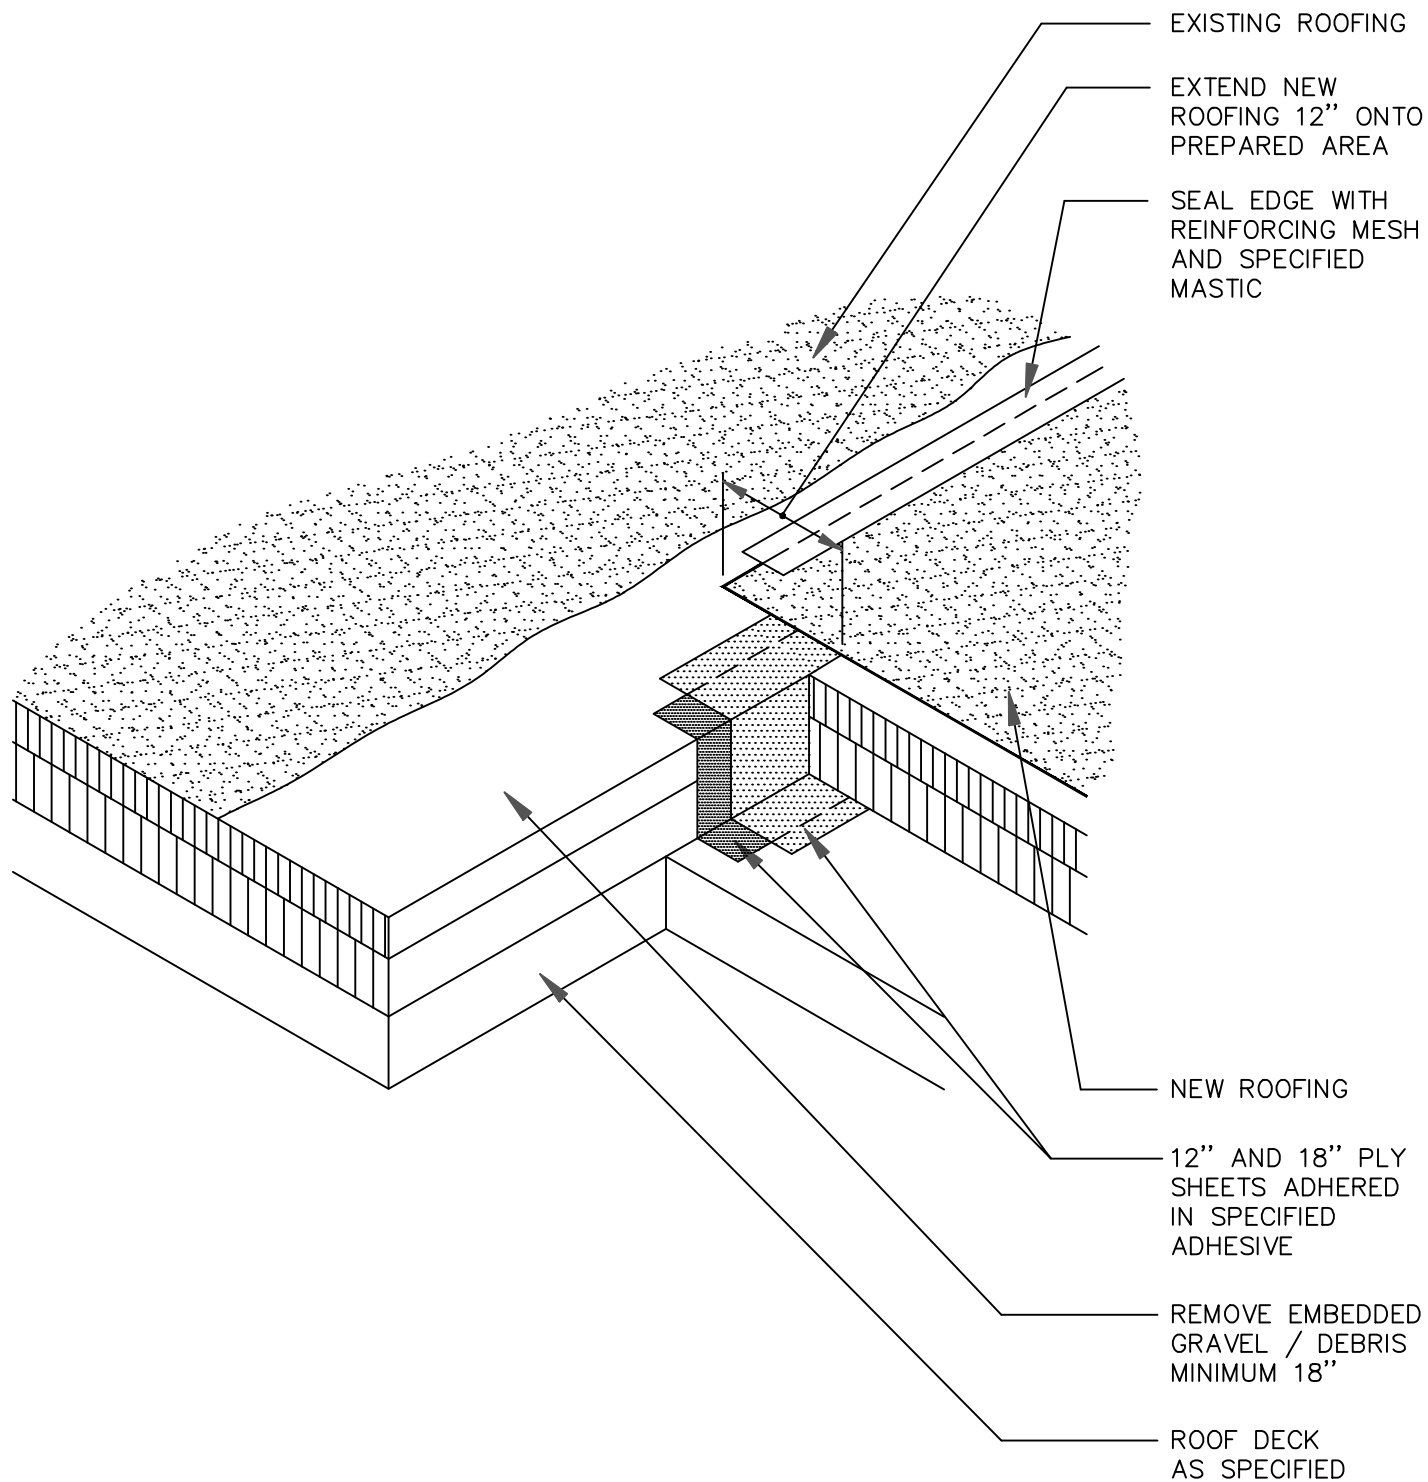 EXISTING ROOFING
EXTEND NEW
ROOFING 12'' ONTO
PREPARED AREA
SEAL EDGE WITH
REINFORCING MESH
AND SPECIFIED
MASTIC
NEW ROOFING
12'' AND 18'' PLY
SHEETS ADHERED
IN SPECIFIED
ADHESIVE
REMOVE EMBEDDED
GRAVEL / DEBRIS
MINIMUM 18''
ROOF DECK
AS SPECIFIED